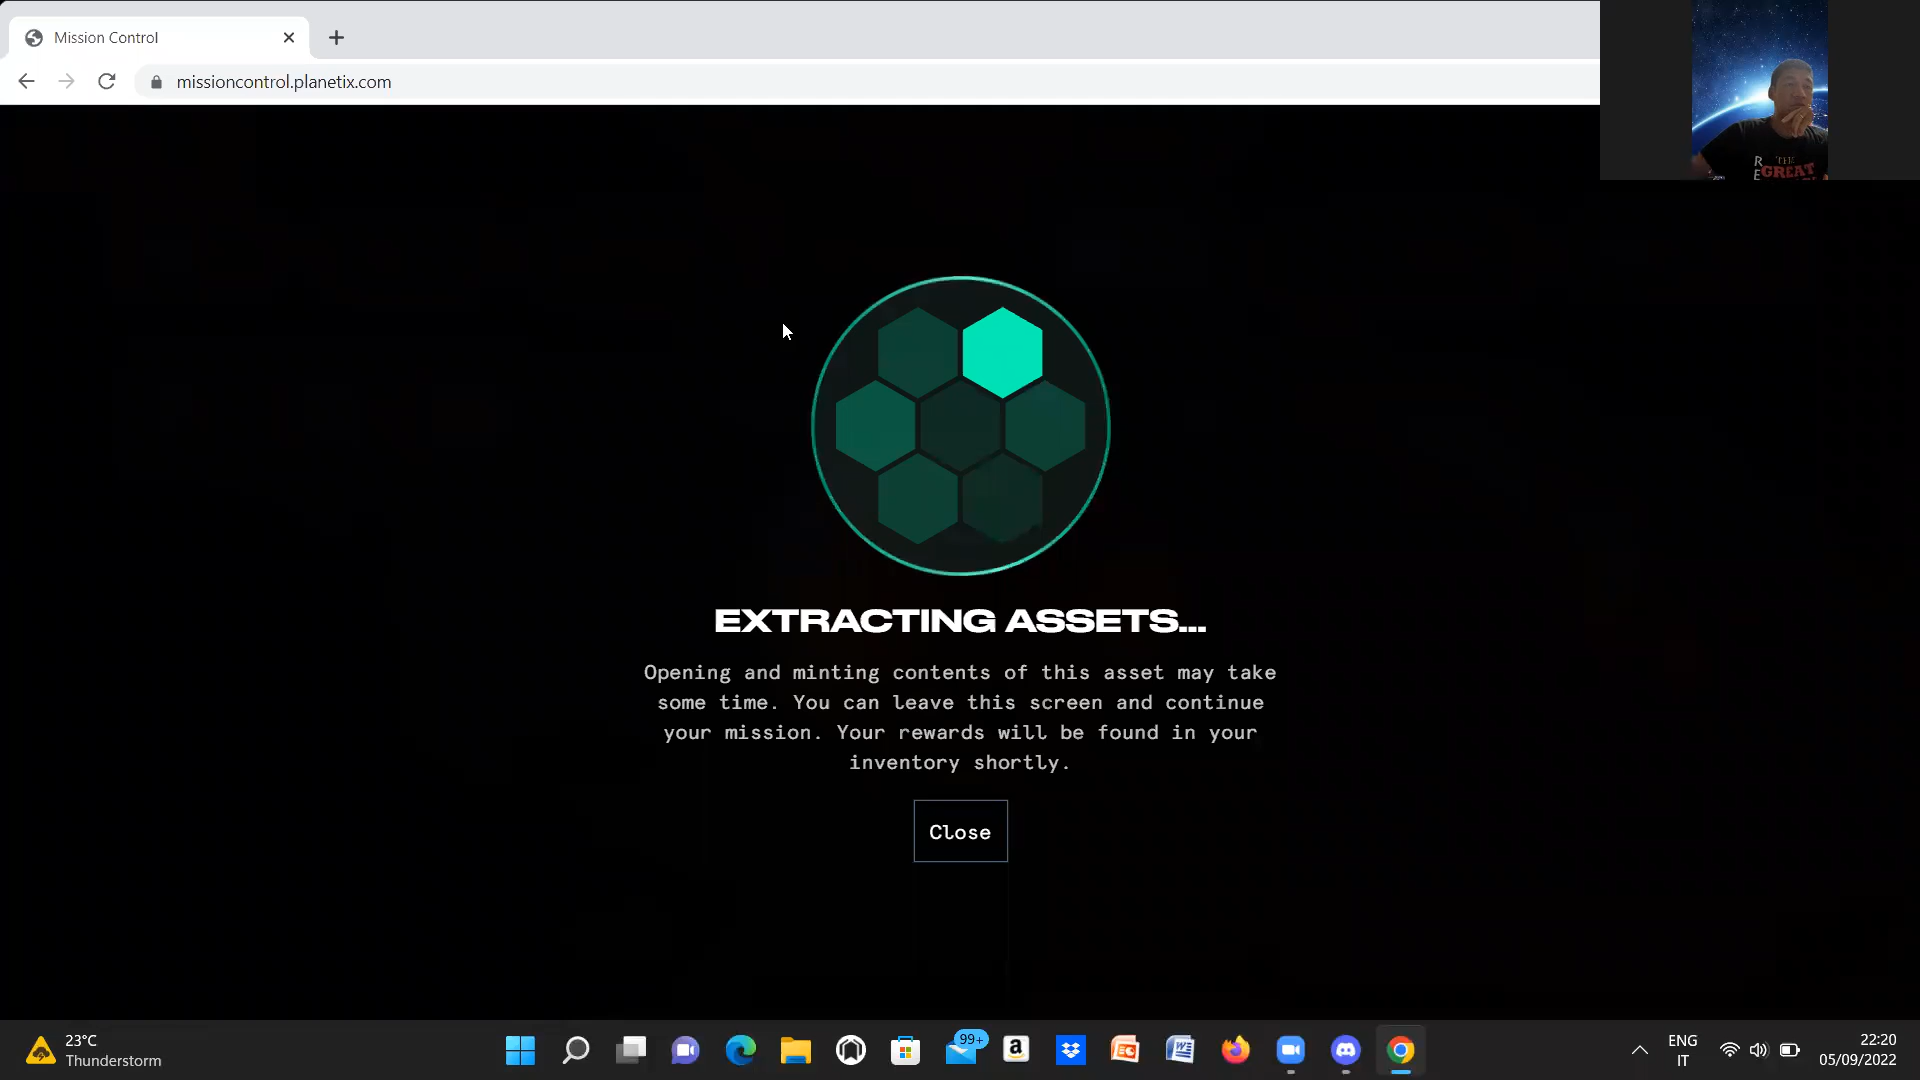 Mission Control
missioncontrol.planetix.com
THE
R GREAT
E
EXTRACTING ASSETS...
Opening and minting contents of this asset may take
some time. You can leave this screen and continue
your mission. Your rewards will be found in your
inventory shortly.
Close
23°C
Thunderstorm
99+
ENG
IT
22:20
05/09/2022